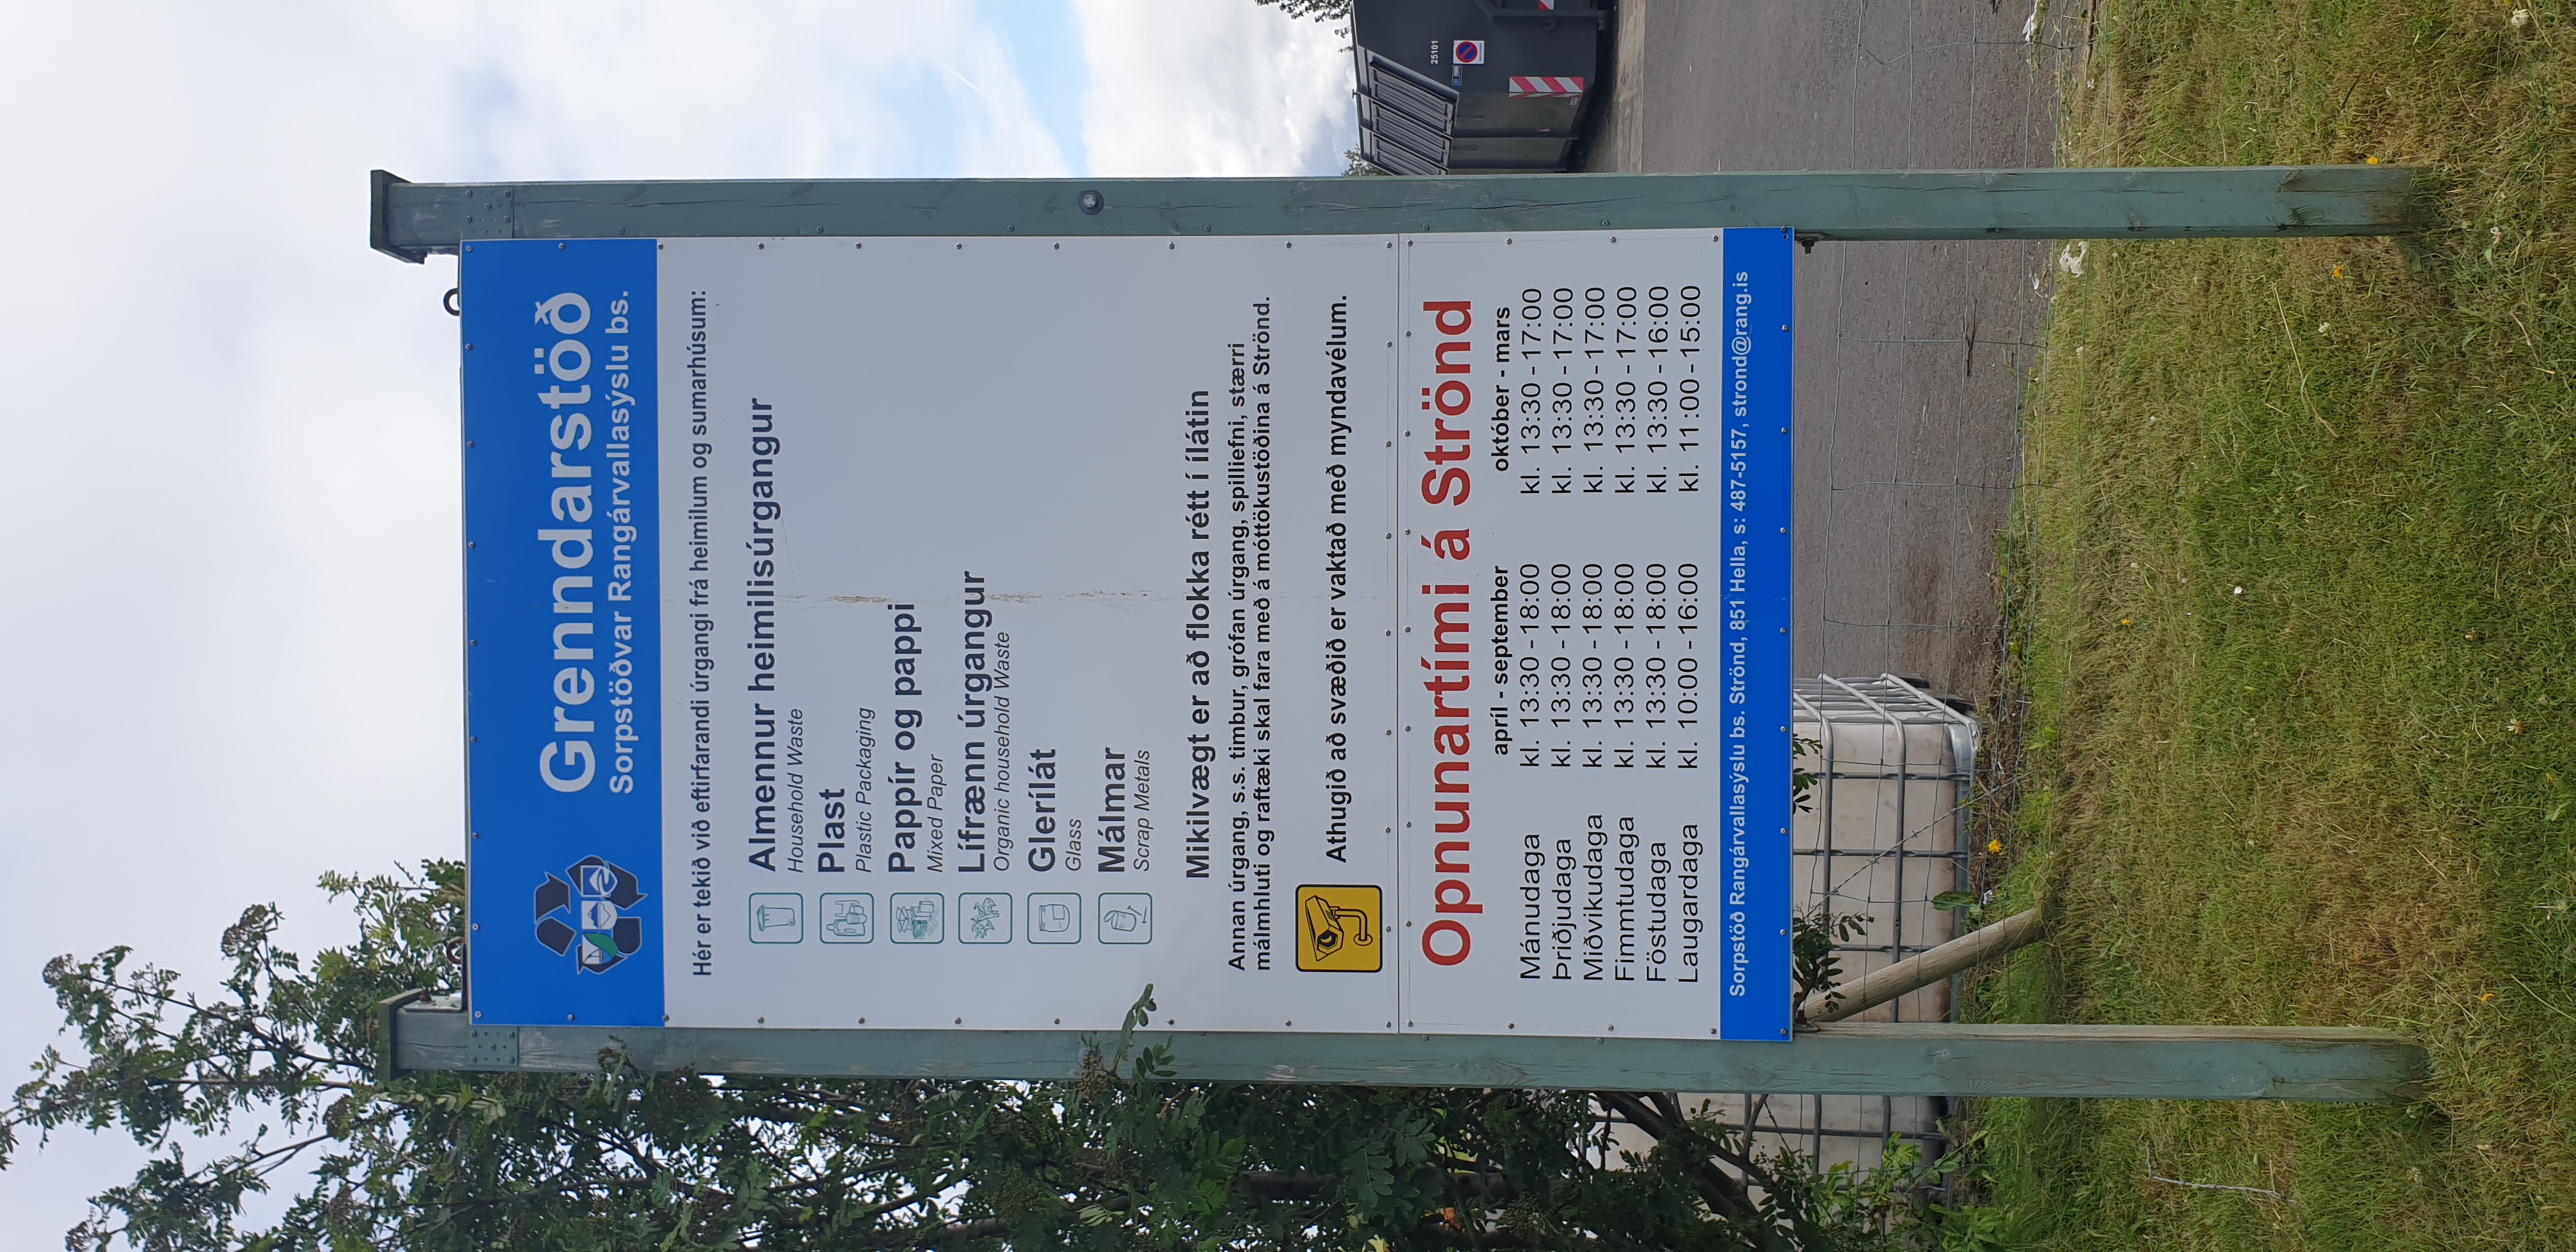 Grenndarstöð
Sorpstöðvar Rangárvallasýslu bs.
Hér er tekið við eftirfarandi úrgangi frá heimilum og sumarhúsum:
Almennur heimilisúrgangur
Household Waste
Plast
Plastic Packaging
Pappír og pappi
Mixed Paper
Lífrænn úrgangur
Organic household Waste
Glerílát
Glass
Málmar
Scrap Metals
Mikilvægt er að flokka rétt í ílátin
Annan úrgang, s.s. timbur, grófan úrgang, spilliefni, stærri
málmhluti og raftæki skal fara með á móttökustöðina á Strönd.
Athugið að svæðið er vaktað með myndavélum.
Opnunartími á Strönd
apríl - september október - mars
Mánudaga kl. 13:30 - 18:00 kl. 13:30 - 17:00
Þriðjudaga kl. 13:30 - 18:00 kl. 13:30 - 17:00
Miðvikudaga kl. 13:30 - 18:00 kl. 13:30 - 17:00
Fimmtudaga kl. 13:30 - 18:00 kl. 13:30 - 17:00
Föstudaga kl. 13:30 - 18:00 kl. 13:30 - 16:00
Laugardaga kl. 10:00 - 16:00 kl. 11:00 - 15:00
Sorpstöð Rangárvallasýslu bs. Strönd, 851 Hella, s: 487-5157, strond@rang.is
25101